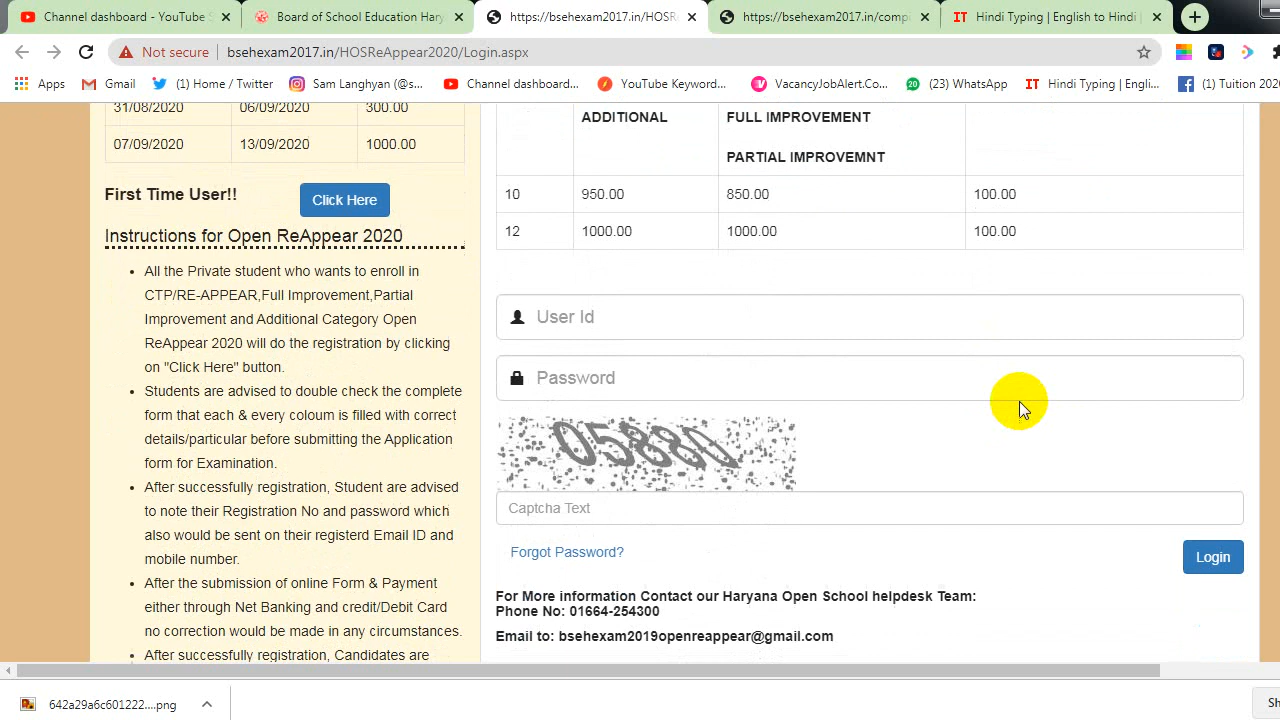 Channel dashboard - YouTube S
Board of School Education Har
https://bsehexam2017.in/HOSR
https://bsehexam2017.in/comp
Hindi Typing | English to Hindi
Not secure
bsehexam2017.in/HOSReAppear2020/Login.aspx
Apps
Gmail
(1) Home / Twitter
Sam Langhyan (@s...
Channel dashboard...
YouTube Keyword...
VacancyJobAlert.Co...
(23) WhatsApp
Hindi Typing | Engli...
(1) Tuition 2020
31/08/2020 06/09/2020 300.00
07/09/2020 13/09/2020 1000.00
First Time User!!
Click Here
Instructions for Open ReAppear 2020
All the Private student who wants to enroll in
CTP/RE-APPEAR,Full Improvement,Partial
Improvement and Additional Category Open
ReAppear 2020 will do the registration by clicking
on "Click Here" button.
Students are advised to double check the complete
form that each & every coloum is filled with correct
details/particular before submitting the Application
form for Examination.
After successfully registration, Student are advised
to note their Registration No and password which
also would be sent on their registerd Email ID and
mobile number.
After the submission of online Form & Payment
either through Net Banking and credit/Debit Card
no correction would be made in any circumstances.
After successfully registration, Candidates are
ADDITIONAL FULL IMPROVEMENT
PARTIAL IMPROVEMNT
10 950.00 850.00 100.00
12 1000.00 1000.00 100.00
User Id
Password
05880
Captcha Text
Forgot Password?
Login
For More information Contact our Haryana Open School helpdesk Team:
Phone No: 01664-254300
Email to: bsehexam2019openreappear@gmail.com
642a29a6c601222....png
Sh